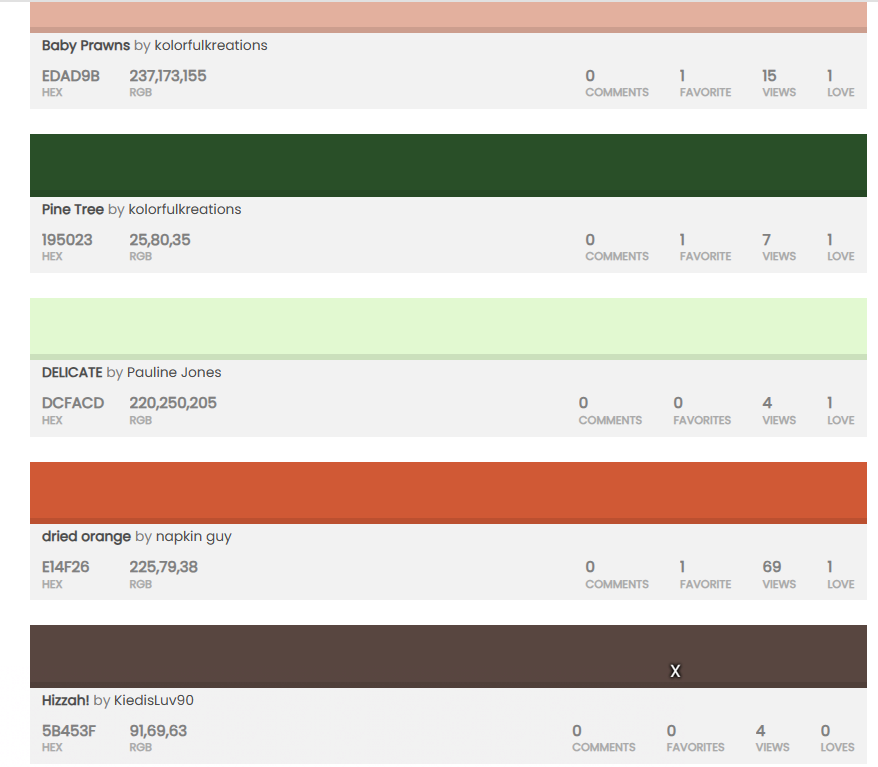 Baby Prawns by kolorfulkreations
EDAD9B 237,173,155 0 1 15 1
HEX RGB COMMENTS FAVORITE VIEWS LOVE
Pine Tree by kolorfulkreations
195023 25,80,35 0 1 7 1
HEX RGB COMMENTS FAVORITE VIEWS LOVE
DELICATE by Pauline Jones
DCFACD 220,250,205 0 0 4 1
HEX RGB COMMENTS FAVORITES VIEWS LOVE
dried orange by napkin guy
E14F26 225,79,38 0 1 69 1
HEX RGB COMMENTS FAVORITE VIEWS LOVE
X
Hizzah! by KiedisLuv90
5B453F 91,69,63 0 0 4 0
HEX RGB COMMENTS FAVORITES VIEWS LOVES